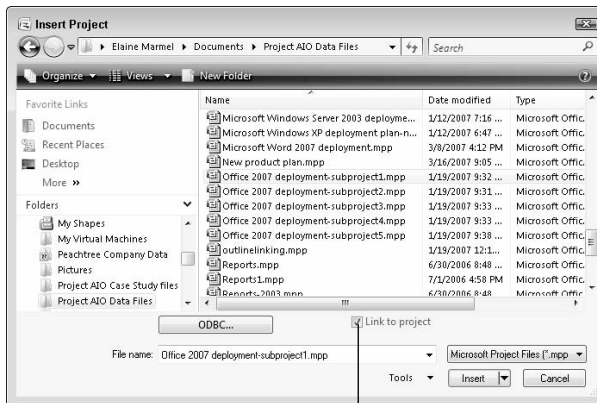 Insert Project
Elaine Marmel ▸ Documents ▸ Project AIO Data Files
Search
Organize Views New Folder
Favorite Links
Documents
Recent Places
Desktop
More »
Folders
My Shapes
My Virtual Machines
Peachtree Company Data
Pictures
Project AIO Case Study files
Project AIO Data Files
Name Date modified Type
Microsoft Windows Server 2003 deployme... 1/12/2007 7:16 ... Microsoft Offic
Microsoft Windows XP deployment plan-n... 1/12/2007 6:47 ... Microsoft Offic
Microsoft Word 2007 deployment.mpp 3/8/2007 4:12 PM Microsoft Offic
New product plan.mpp 3/16/2007 9:05 ... Microsoft Offic
Office 2007 deployment-subproject1.mpp 1/19/2007 9:32 ... Microsoft Offic
Office 2007 deployment-subproject2.mpp 1/19/2007 9:31 ... Microsoft Offic
Office 2007 deployment-subproject3.mpp 1/19/2007 9:33 ... Microsoft Offic
Office 2007 deployment-subproject4.mpp 1/19/2007 9:33 ... Microsoft Offic
Office 2007 deployment-subproject5.mpp 1/19/2007 9:38 ... Microsoft Offic
outlinelinking.mpp 1/19/2007 12:1... Microsoft Offic
Reports.mpp 6/30/2006 8:48 ... Microsoft Offic
Reports1.mpp 7/1/2006 4:58 PM Microsoft Offic
Reports-2003.mpp 6/30/2006 8:48 Microsoft Offic
ODBC... Link to project
File name: Office 2007 deployment-subproject1.mpp Microsoft Project Files (*.mpp
Tools Insert Cancel